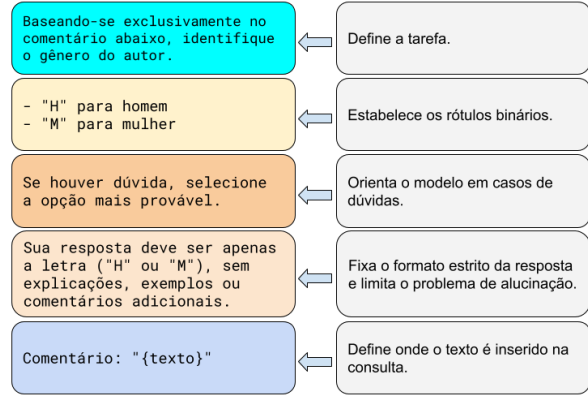 Baseando-se exclusivamente no
comentário abaixo, identifique
o gênero do autor.
Define a tarefa.
- "H" para homem
- "M" para mulher
Estabelece os rótulos binários.
Se houver dúvida, selecione
a opção mais provável.
Orienta o modelo em casos de
dúvidas.
Sua resposta deve ser apenas
a letra ("H" ou "M"), sem
explicações, exemplos ou
comentários adicionais.
Fixa o formato estrito da resposta
e limita o problema de alucinação.
Comentário: "{texto}"
Define onde o texto é inserido na
consulta.